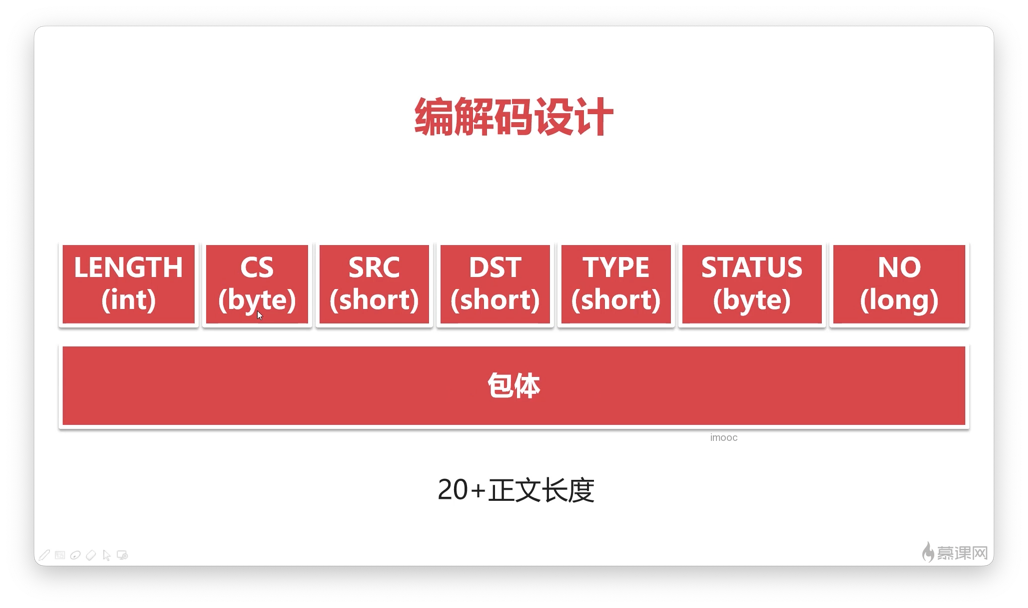 编解码设计
LENGTH
(int)
CS
(byte)
SRC
(short)
DST
(short)
TYPE
(short)
STATUS
(byte)
NO
(long)
包体
imooc
20+正文长度
慕课网